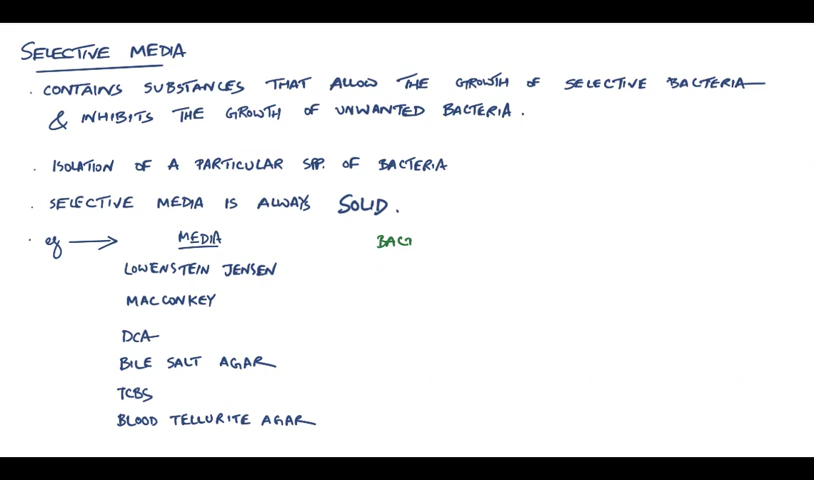 SELECTIVE MEDIA
. CONTAINS SUBSTANCES THAT ALLOW THE GROWTH OF SELECTIVE BACTERIA
& INHIBITS THE GROWTH OF UNWANTED BACTERIA.
. ISOLATION OF A PARTICULAR SPP. OF BACTERIA
. SELECTIVE MEDIA IS ALWAYS SOLID.
. eg → MEDIA BACT
LOWENSTEIN JENSEN
MACCONKEY
DCA
BILE SALT AGAR
TCBS
BLOOD TELLURITE AGAR